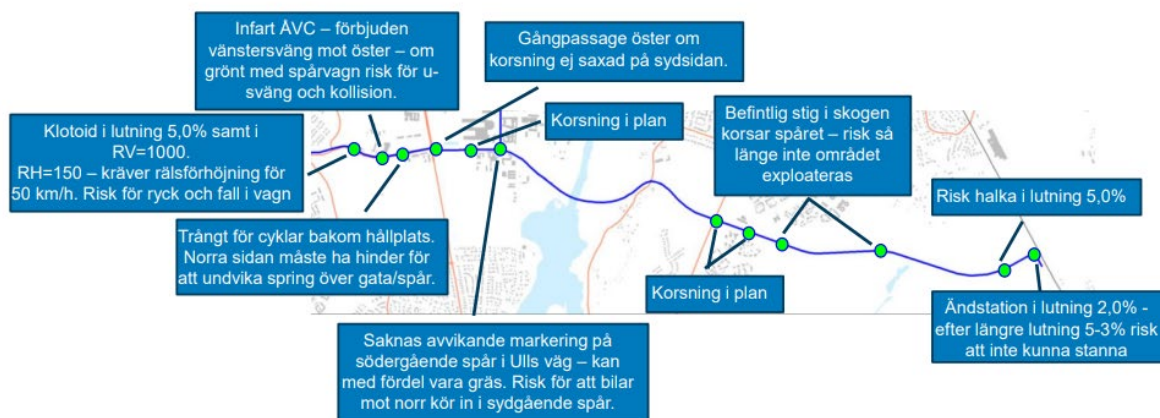 Infart ÅVC – förbjuden
vänstersväng mot öster – om
grönt med spårvagn risk för u-
sväng och kollision.
Gångpassage öster om
korsning ej saxad på sydsidan.
Klotoid i lutning 5,0% samt i
RV=1000.
RH=150 – kräver rälsförhöjning för
50 km/h. Risk för ryck och fall i vagn
Korsning i plan
Befintlig stig i skogen
korsar spåret – risk så
länge inte området
exploateras
Risk halka i lutning 5,0%
Trångt för cyklar bakom hållplats.
Norra sidan måste ha hinder för
att undvika spring över gata/spår.
Korsning i plan
Ändstation i lutning 2,0% -
efter längre lutning 5-3% risk
att inte kunna stanna
Saknas avvikande markering på
södergående spår i Ulls väg – kan
med fördel vara gräs. Risk för att bilar
mot norr kör in i sydgående spår.